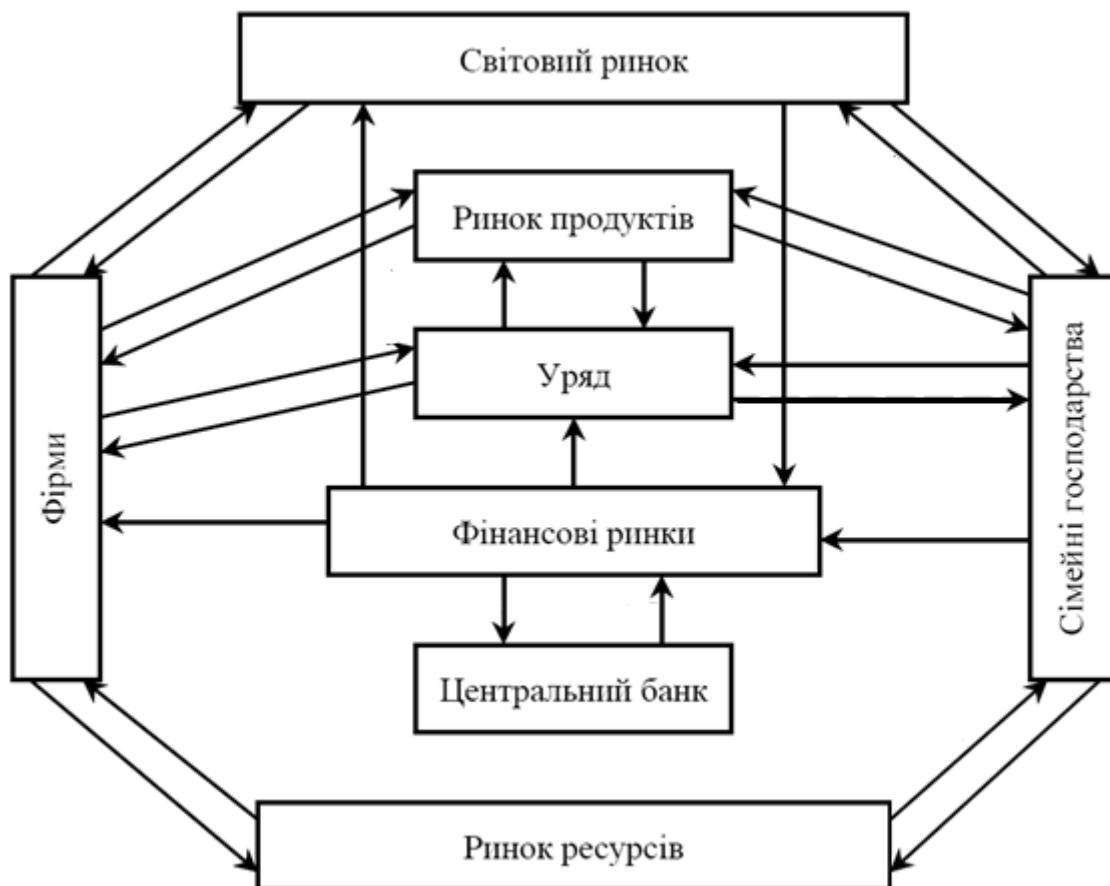 Світовий ринок
Ринок продуктів
Уряд
Фірми
Сімейні господарства
Фінансові ринки
Центральний банк
Ринок ресурсів